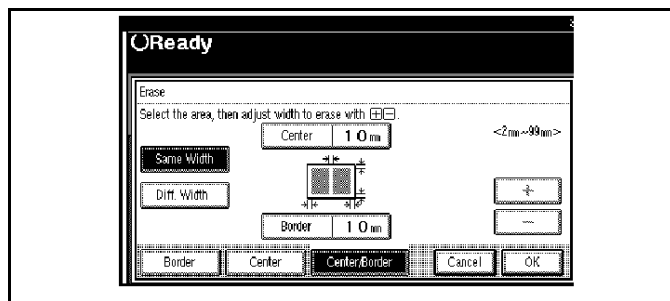 Ready
Erase
Select the area, then adjust width to erase with ⊞⊟.
Center 10 mm <2mm~99mm>
Same Width
Diff. Width
Border 10 mm
Border Center Center/Border Cancel OK